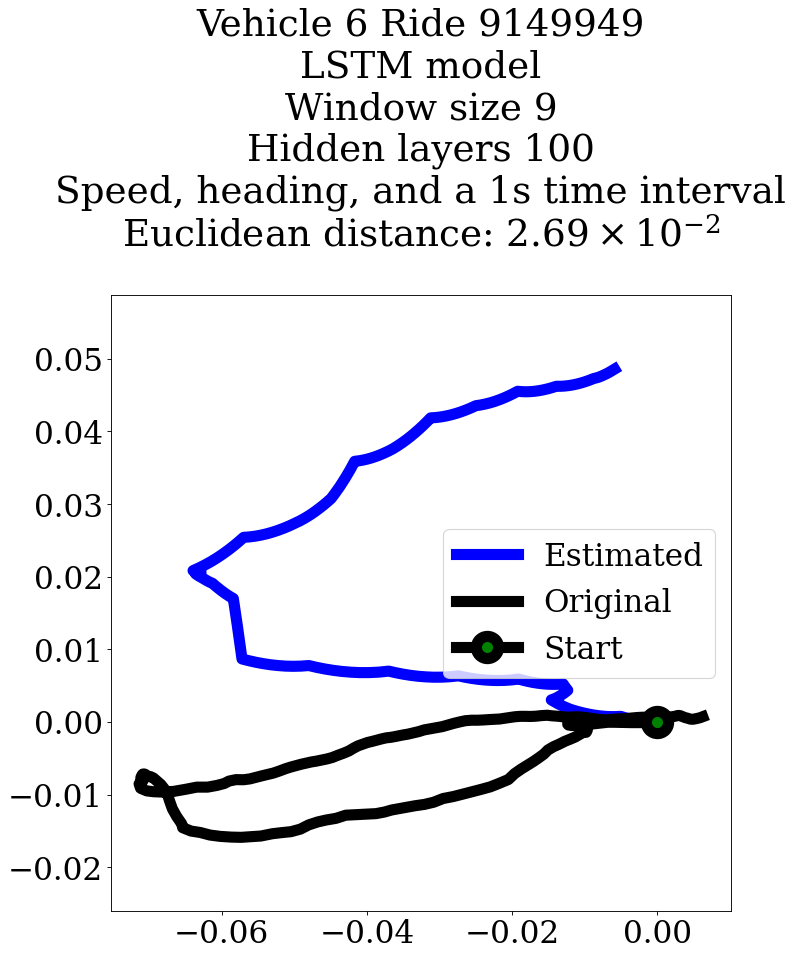 Vehicle 6 Ride 9149949
LSTM model
Window size 9
Hidden layers 100
Speed, heading, and a 1s time interval
Euclidean distance: 2.69 × 10⁻²
0.05
0.04
0.03
0.02
0.01
0.00
−0.01
−0.02
Estimated
Original
Start
−0.06 −0.04 −0.02 0.00